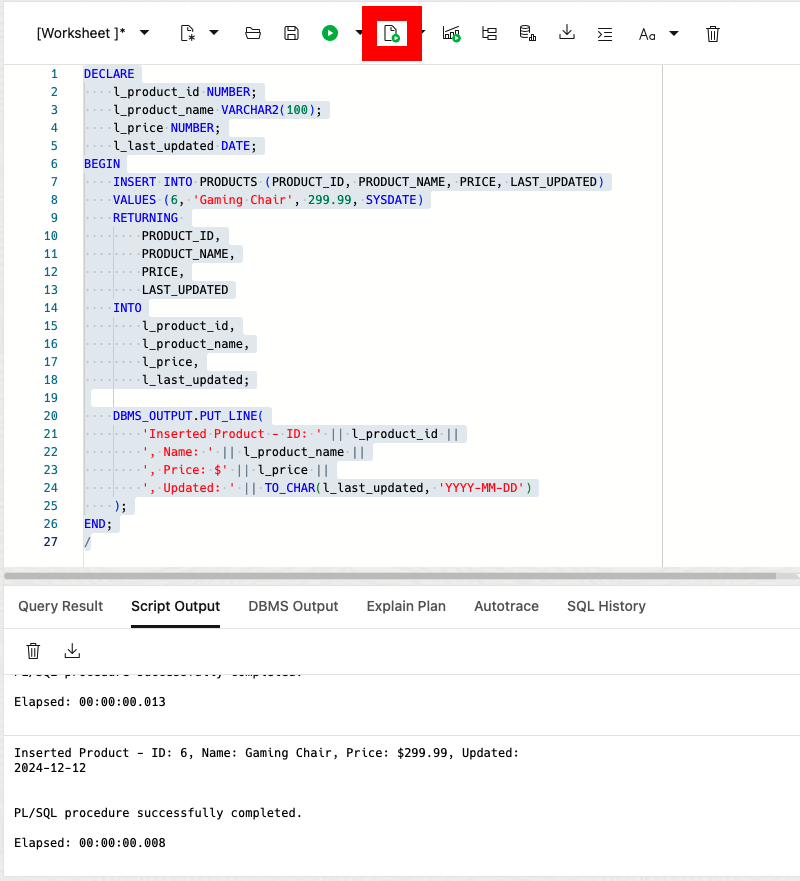 [Worksheet ]*
Aa
1 DECLARE
2 l_product_id NUMBER;
3 l_product_name VARCHAR2(100);
4 l_price NUMBER;
5 l_last_updated DATE;
6 BEGIN
7 INSERT INTO PRODUCTS (PRODUCT_ID, PRODUCT_NAME, PRICE, LAST_UPDATED)
8 VALUES (6, 'Gaming Chair', 299.99, SYSDATE)
9 RETURNING
10 PRODUCT_ID,
11 PRODUCT_NAME,
12 PRICE,
13 LAST_UPDATED
14 INTO
15 l_product_id,
16 l_product_name,
17 l_price,
18 l_last_updated;
19
20 DBMS_OUTPUT.PUT_LINE(
21 'Inserted Product - ID: ' || l_product_id ||
22 ', Name: ' || l_product_name ||
23 ', Price: $' || l_price ||
24 ', Updated: ' || TO_CHAR(l_last_updated, 'YYYY-MM-DD')
25 );
26 END;
27 /
Query Result Script Output DBMS Output Explain Plan Autotrace SQL History
PL/SQL procedure successfully completed.
Elapsed: 00:00:00.013
Inserted Product - ID: 6, Name: Gaming Chair, Price: $299.99, Updated:
2024-12-12
PL/SQL procedure successfully completed.
Elapsed: 00:00:00.008